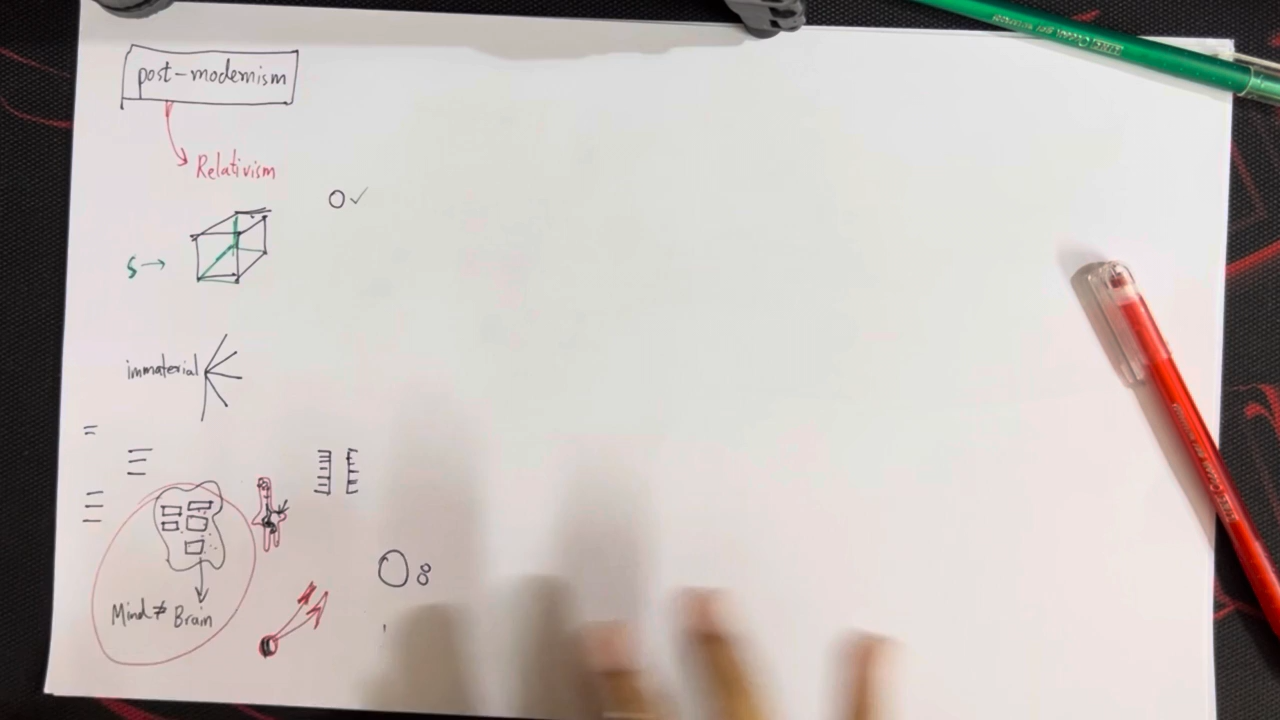 post-modernism
Relativism
S →
immaterial
Mind ≠ Brain